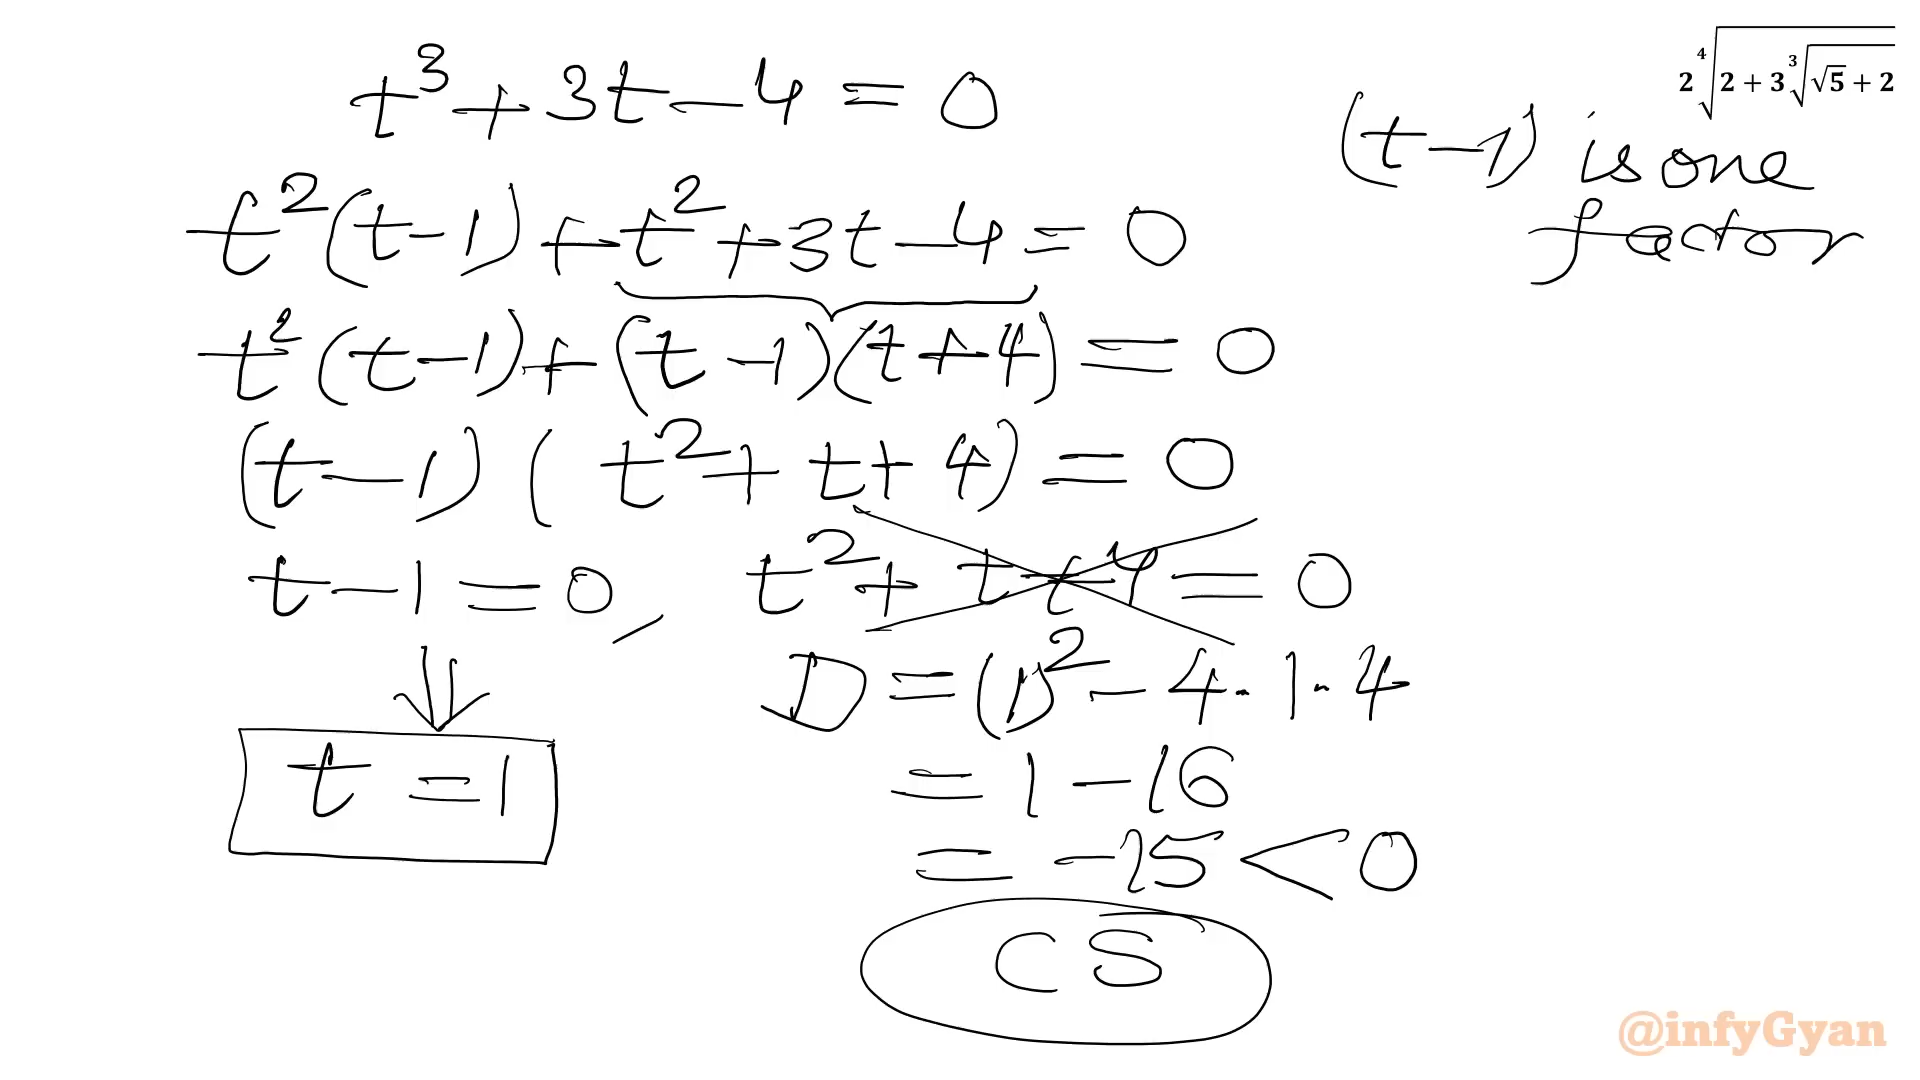 2∜(2 + 3∛(√5 + 2))
t³ + 3t - 4 = 0
(t-1) is one
factor
t²(t-1) + t² + 3t - 4 = 0
t²(t-1) + (t-1)(t+4) = 0
(t-1)(t² + t + 4) = 0
t-1 = 0, t² + t + 4 = 0
D = (1)² - 4·1·4
t = 1
= 1 - 16
= -15 < 0
CS
@infyGyan